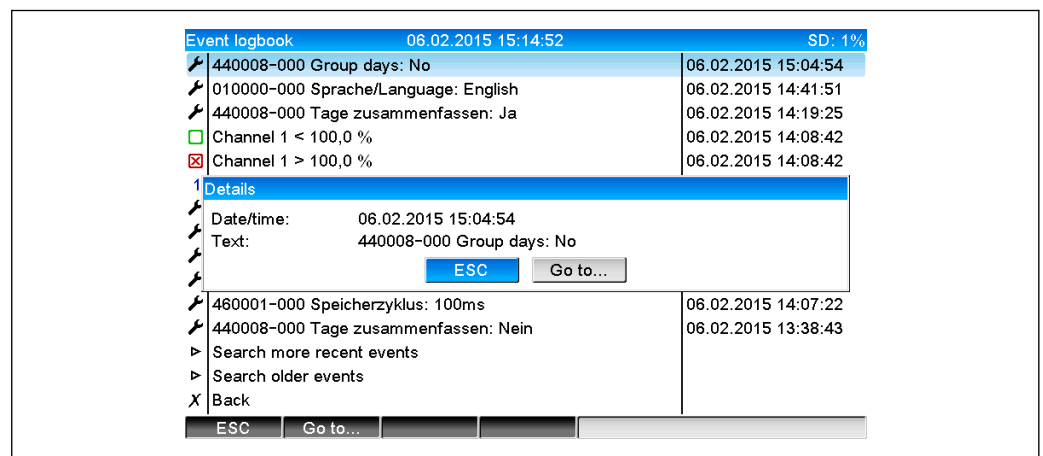 Event logbook 06.02.2015 15:14:52 SD: 1%
440008-000 Group days: No 06.02.2015 15:04:54
010000-000 Sprache/Language: English 06.02.2015 14:41:51
440008-000 Tage zusammenfassen: Ja 06.02.2015 14:19:25
Channel 1 < 100,0 % 06.02.2015 14:08:42
Channel 1 > 100,0 % 06.02.2015 14:08:42
1
Details
Date/time: 06.02.2015 15:04:54
Text: 440008-000 Group days: No
ESC Go to...
460001-000 Speicherzyklus: 100ms 06.02.2015 14:07:22
440008-000 Tage zusammenfassen: Nein 06.02.2015 13:38:43
Search more recent events
Search older events
X Back
ESC Go to...